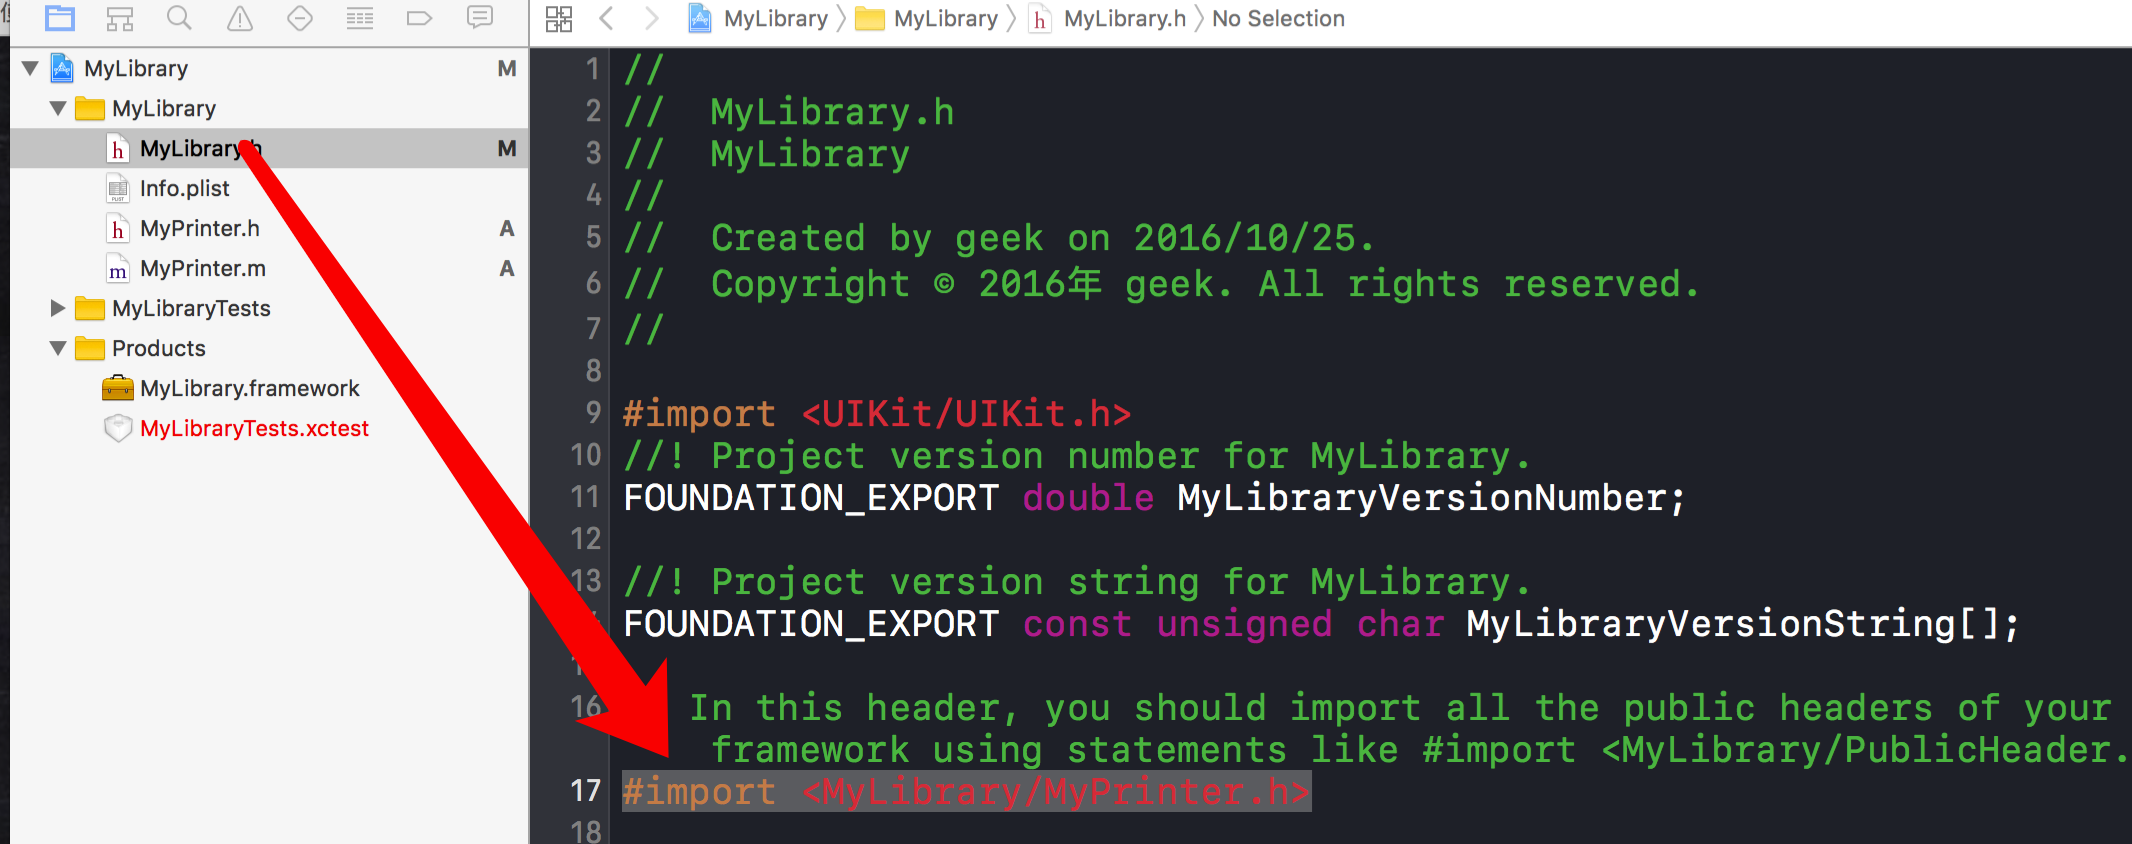 MyLibrary 〉 MyLibrary 〉 MyLibrary.h 〉 No Selection
MyLibrary M
MyLibrary
MyLibrary.h M
Info.plist
MyPrinter.h A
MyPrinter.m A
MyLibraryTests
Products
MyLibrary.framework
MyLibraryTests.xctest
1 //
2 //  MyLibrary.h
3 //  MyLibrary
4 //
5 //  Created by geek on 2016/10/25.
6 //  Copyright © 2016年 geek. All rights reserved.
7 //
8
9 #import <UIKit/UIKit.h>
10 //! Project version number for MyLibrary.
11 FOUNDATION_EXPORT double MyLibraryVersionNumber;
12
13 //! Project version string for MyLibrary.
FOUNDATION_EXPORT const unsigned char MyLibraryVersionString[];
16 In this header, you should import all the public headers of your
framework using statements like #import <MyLibrary/PublicHeader.
17 #import <MyLibrary/MyPrinter.h>
18